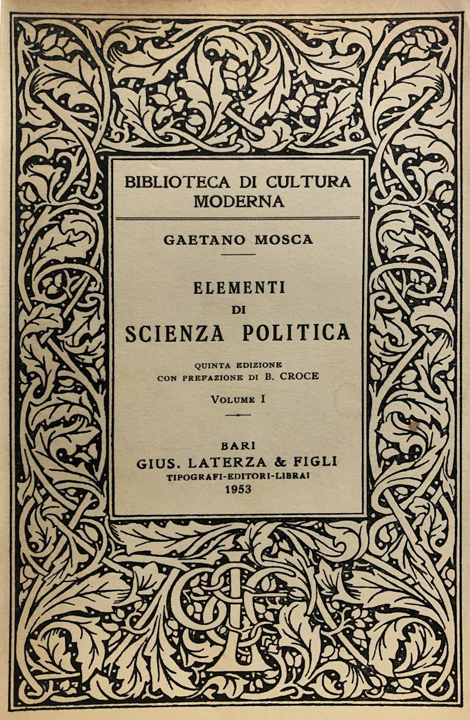 BIBLIOTECA DI CULTURA
MODERNA
GAETANO MOSCA
ELEMENTI
DI
SCIENZA POLITICA
QUINTA EDIZIONE
CON PREFAZIONE DI B. CROCE
VOLUME I
BARI
GIUS. LATERZA & FIGLI
TIPOGRAFI-EDITORI-LIBRAI
1953